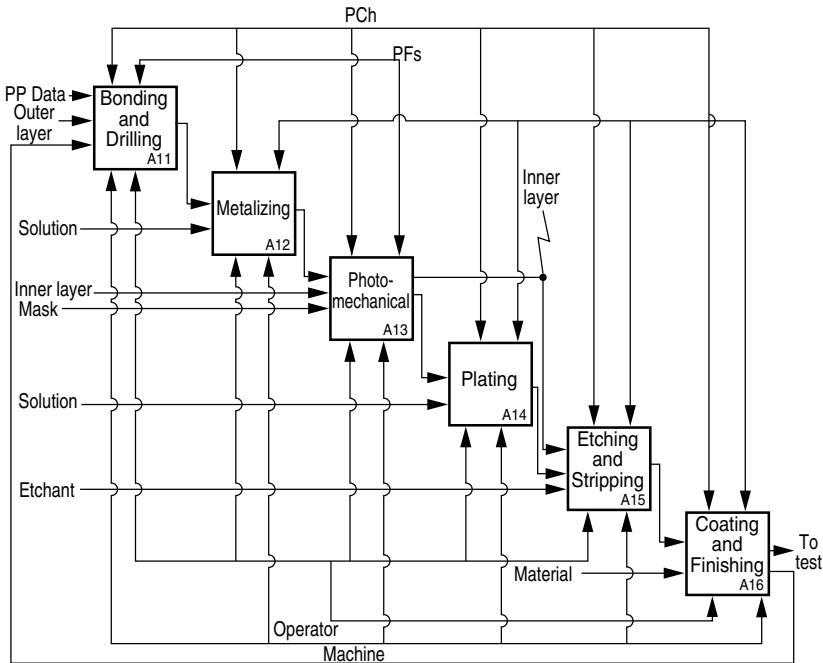 PCh
PFs
PP Data
Outer
layer
Bonding
and
Drilling
A11
Solution
Metalizing
A12
Inner
layer
Inner layer
Mask
Photo-
mechanical
A13
Solution
Plating
A14
Etchant
Etching
and
Stripping
A15
Material
Coating
and
Finishing
A16
To
test
Operator
Machine